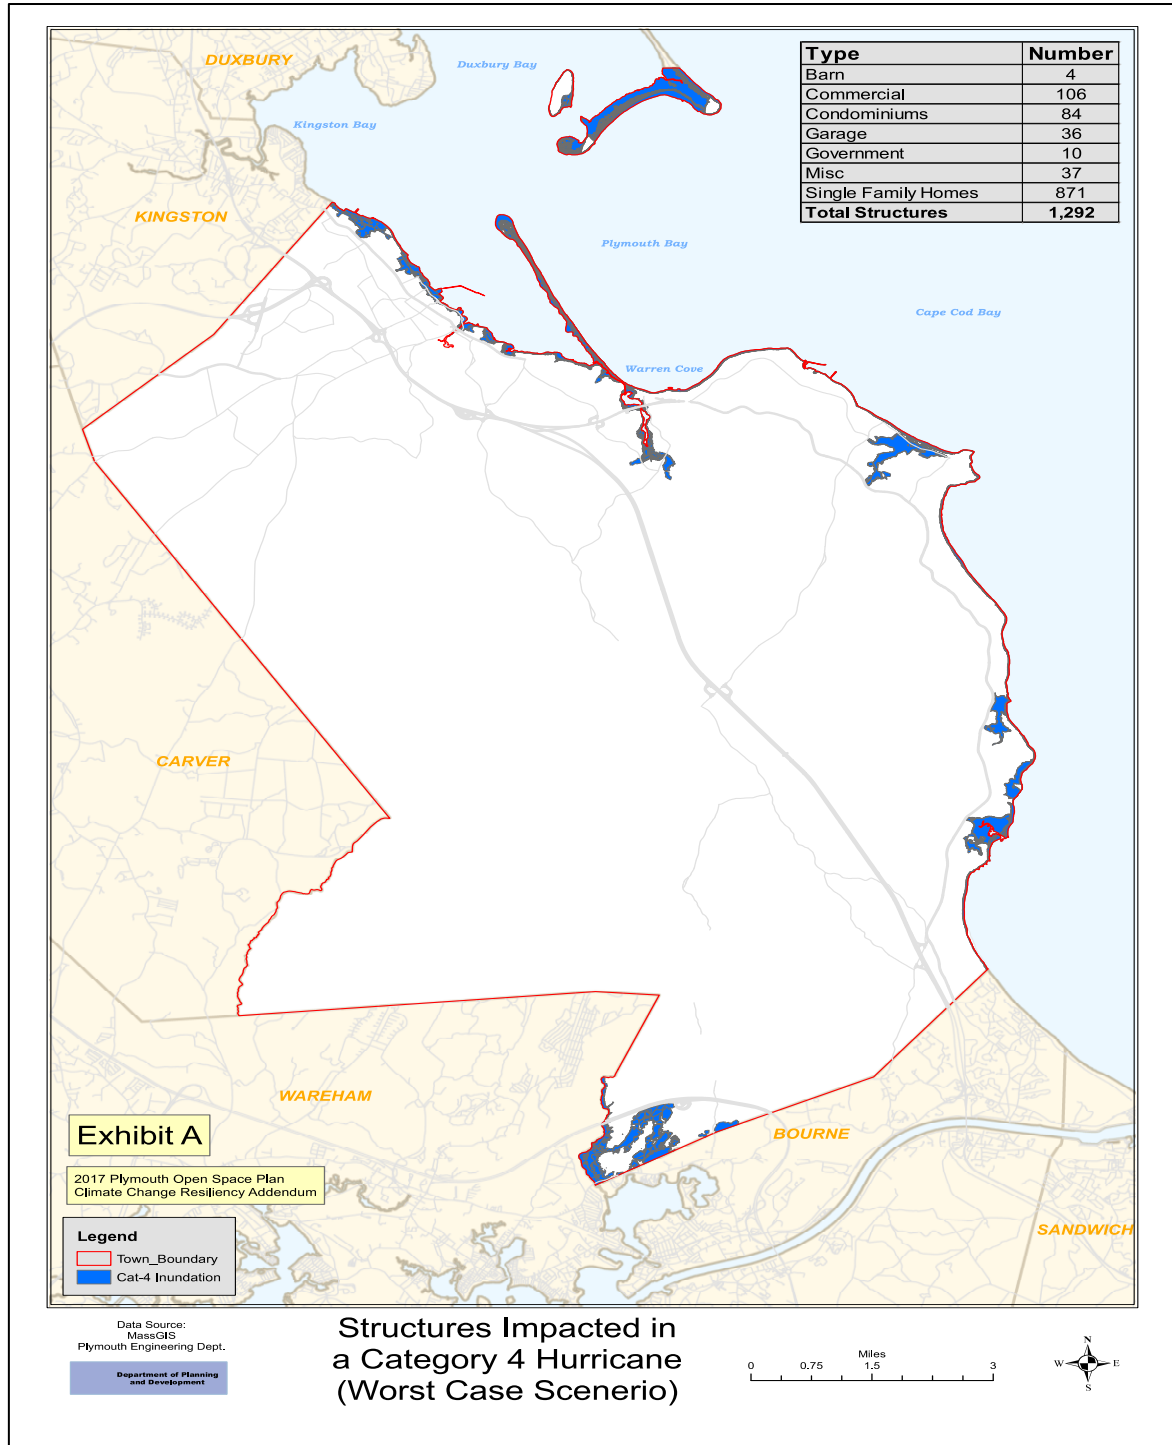 DUXBURY
Duxbury Bay
Kingston Bay
KINGSTON
Plymouth Bay
Cape Cod Bay
Warren Cove
Type Number
Barn 4
Commercial 106
Condominiums 84
Garage 36
Government 10
Misc 37
Single Family Homes 871
Total Structures 1,292
CARVER
WAREHAM
BOURNE
SANDWICH
Exhibit A
2017 Plymouth Open Space Plan
Climate Change Resiliency Addendum
Legend
Town_Boundary
Cat-4 Inundation
Data Source:
MassGIS
Plymouth Engineering Dept.
Department of Planning
and Development
Structures Impacted in
a Category 4 Hurricane
(Worst Case Scenerio)
Miles
0 0.75 1.5 3
N
W E
S